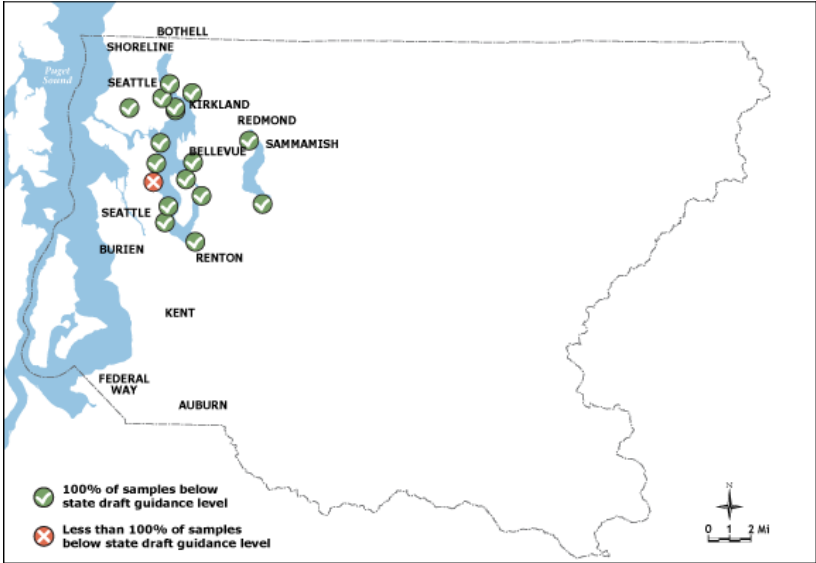 BOTHELL
SHORELINE
Puget
Sound
SEATTLE
KIRKLAND
REDMOND
BELLEVUE
SAMMAMISH
SEATTLE
BURIEN
RENTON
KENT
FEDERAL
WAY
AUBURN
100% of samples below
state draft guidance level
Less than 100% of samples
below state draft guidance level
N
0 1 2 Mi